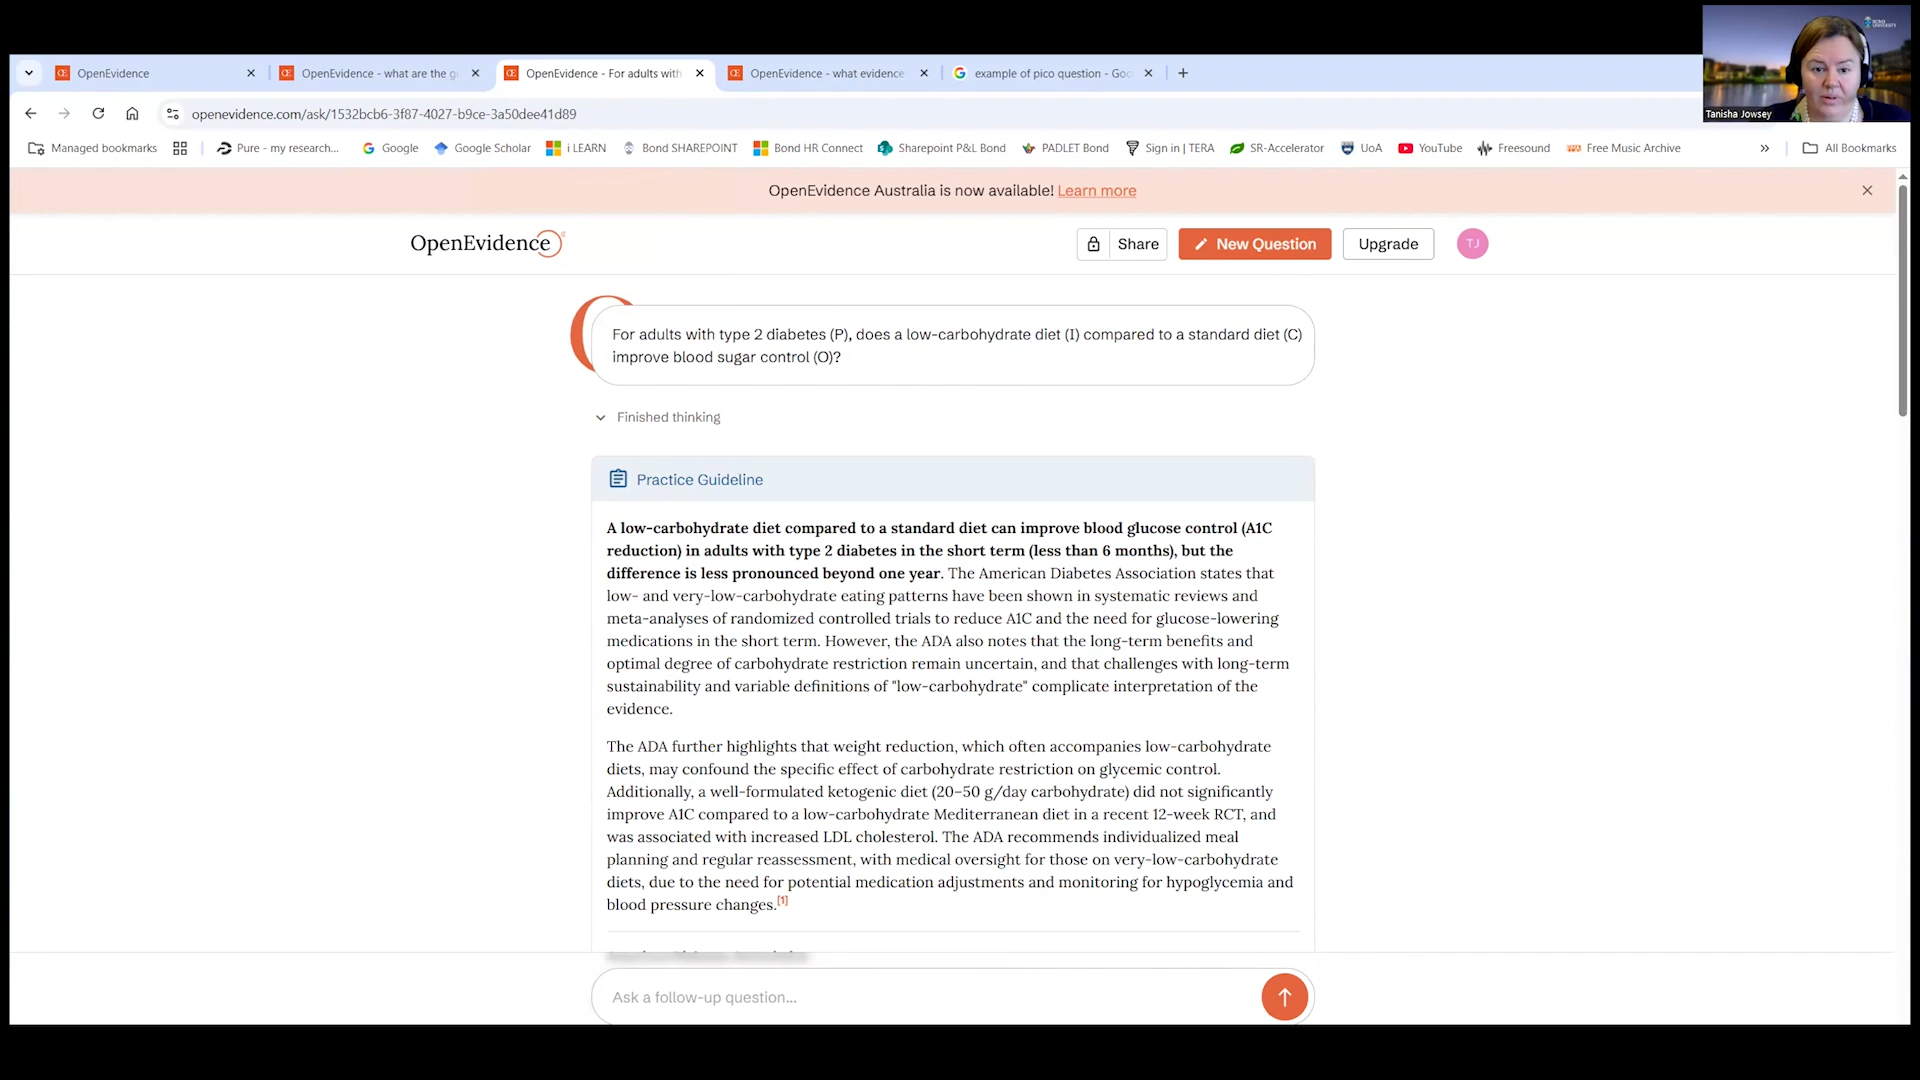 BOND UNIVERSITY
Tanisha Jowsey
OpenEvidence
OpenEvidence - what are the g
OpenEvidence - For adults with
OpenEvidence - what evidence
example of pico question - Goo
openevidence.com/ask/1532bcb6-3f87-4027-b9ce-3a50dee41d89
Managed bookmarks
Pure - my research...
Google
Google Scholar
i LEARN
Bond SHAREPOINT
Bond HR Connect
Sharepoint P&L Bond
PADLET Bond
Sign in | TERA
SR-Accelerator
UoA
YouTube
Freesound
Free Music Archive
All Bookmarks
OpenEvidence Australia is now available! Learn more
OpenEvidence
Share
New Question
Upgrade
TJ
For adults with type 2 diabetes (P), does a low-carbohydrate diet (I) compared to a standard diet (C)
improve blood sugar control (O)?
Finished thinking
Practice Guideline
A low-carbohydrate diet compared to a standard diet can improve blood glucose control (A1C
reduction) in adults with type 2 diabetes in the short term (less than 6 months), but the
difference is less pronounced beyond one year. The American Diabetes Association states that
low- and very-low-carbohydrate eating patterns have been shown in systematic reviews and
meta-analyses of randomized controlled trials to reduce A1C and the need for glucose-lowering
medications in the short term. However, the ADA also notes that the long-term benefits and
optimal degree of carbohydrate restriction remain uncertain, and that challenges with long-term
sustainability and variable definitions of "low-carbohydrate" complicate interpretation of the
evidence.
The ADA further highlights that weight reduction, which often accompanies low-carbohydrate
diets, may confound the specific effect of carbohydrate restriction on glycemic control.
Additionally, a well-formulated ketogenic diet (20–50 g/day carbohydrate) did not significantly
improve A1C compared to a low-carbohydrate Mediterranean diet in a recent 12-week RCT, and
was associated with increased LDL cholesterol. The ADA recommends individualized meal
planning and regular reassessment, with medical oversight for those on very-low-carbohydrate
diets, due to the need for potential medication adjustments and monitoring for hypoglycemia and
blood pressure changes.[1]
Ask a follow-up question...